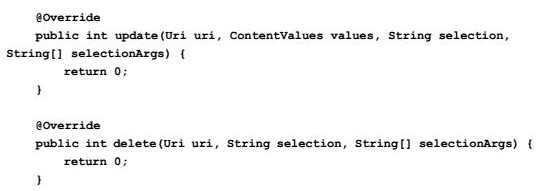 @Override
public int update(Uri uri, ContentValues values, String selection,
String[] selectionArgs) {
return 0;
}
@Override
public int delete(Uri uri, String selection, String[] selectionArgs) {
return 0;
}